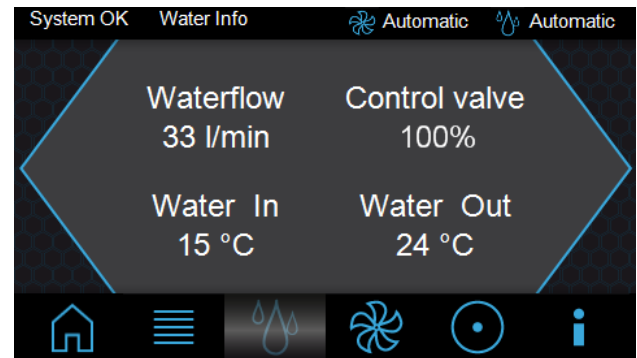 System OK Water Info Automatic Automatic
Waterflow Control valve
33 l/min 100%
Water In Water Out
15 °C 24 °C